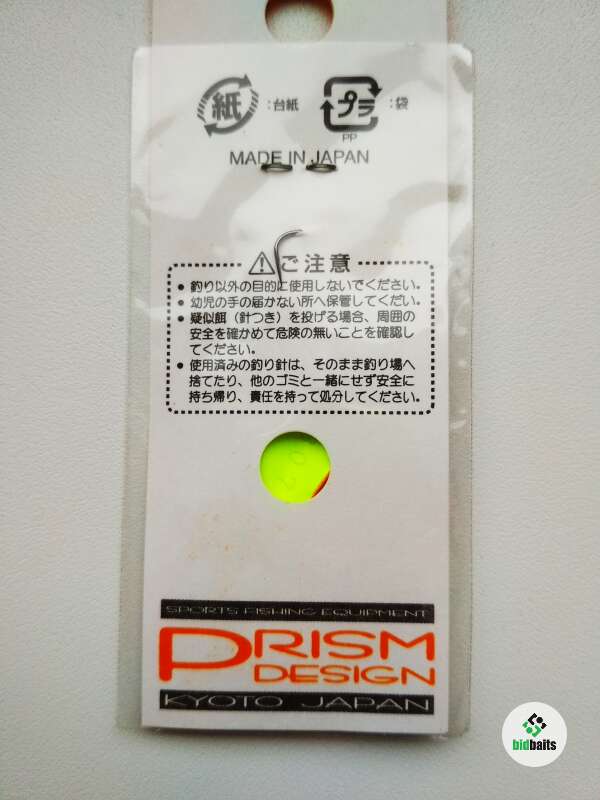 紙 :台紙 プラ :袋
PP
MADE IN JAPAN
ご注意
● 釣り以外の目的に使用しないでください。
● 幼児の手の届かない所へ保管してくだい。
● 疑似餌（針つき）を投げる場合、周囲の
安全を確かめて危険の無いことを確認し
てください。
● 使用済みの釣り針は、そのまま釣り場へ
捨てたり、他のゴミと一緒にせず安全に
持ち帰り、責任を持って処分してください。
SPORTS FISHING EQUIPMENT
PRISM
DESIGN
KYOTO JAPAN
bidbaits